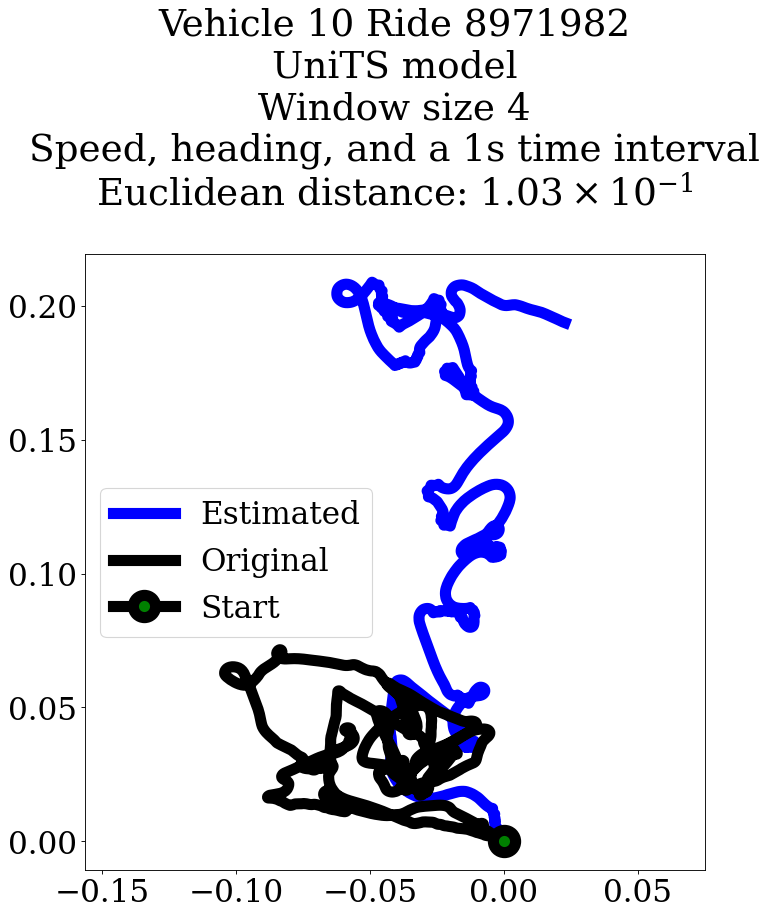 Vehicle 10 Ride 8971982
UniTS model
Window size 4
Speed, heading, and a 1s time interval
Euclidean distance: $1.03 \times 10^{-1}$
0.20
0.15
0.10
0.05
0.00
Estimated
Original
Start
−0.15 −0.10 −0.05 0.00 0.05